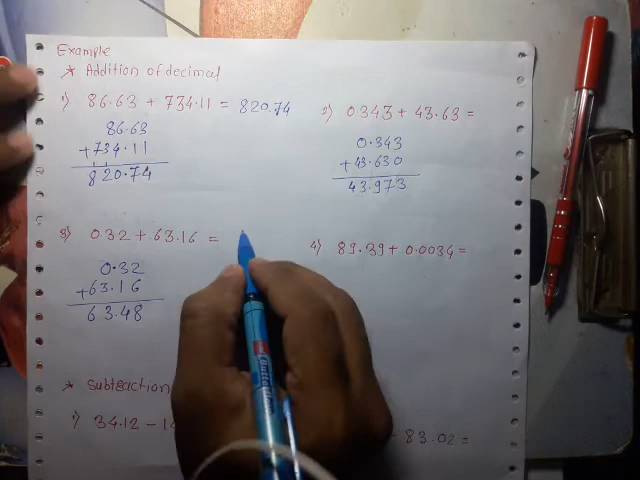 Example
* Addition of decimal
1) 86.63 + 734.11 = 820.74
86.63
+734.11
820.74
2) 0.343 + 43.63 =
0.343
+43.630
43.973
3) 0.32 + 63.16 =
0.32
+63.16
63.48
4) 89.39 + 0.0034 =
* Subtraction
1) 34.12 - 14
- 83.02 =